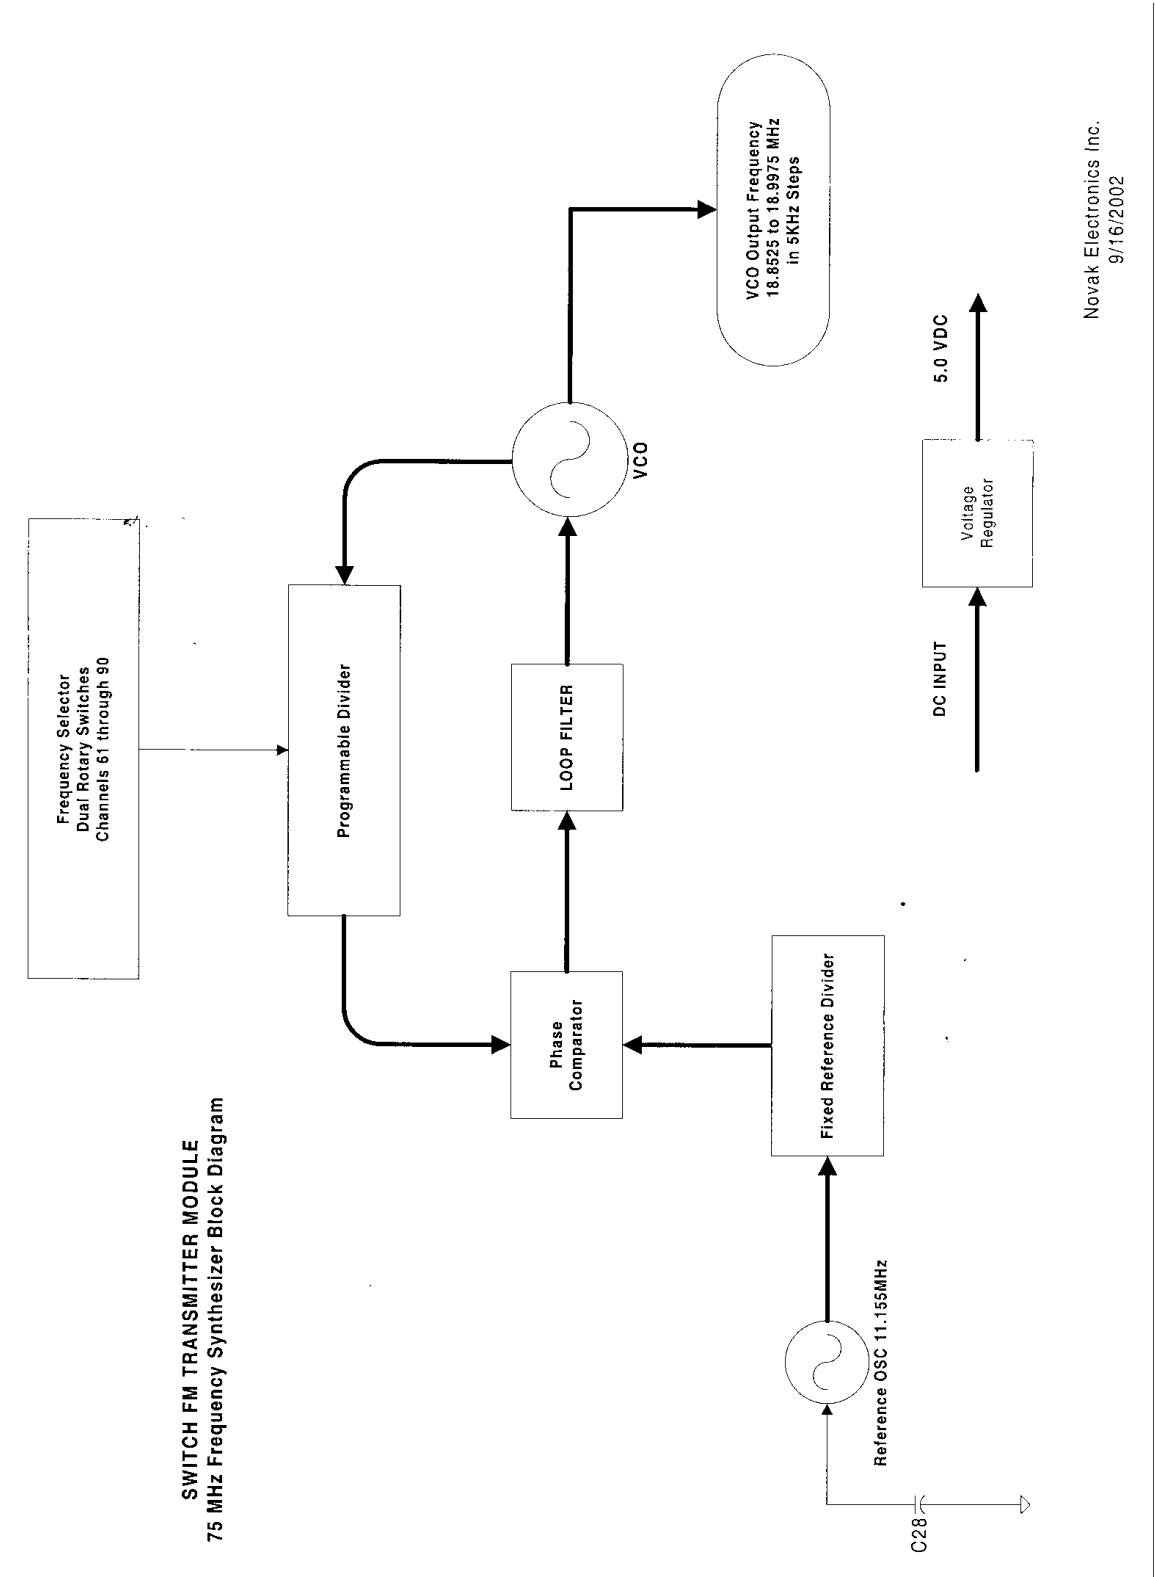 SWITCH FM TRANSMITTER MODULE
75 MHz Frequency Synthesizer Block Diagram
Frequency Selector
Dual Rotary Switches
Channels 61 through 90
Programmable Divider
Phase
Comparator
LOOP FILTER
VCO
VCO Output Frequency
18.8525 to 18.9975 MHz
in 5KHz Steps
Fixed Reference Divider
Reference OSC 11.155MHz
C28
DC INPUT
Voltage
Regulator
5.0 VDC
Novak Electronics Inc.
9/16/2002